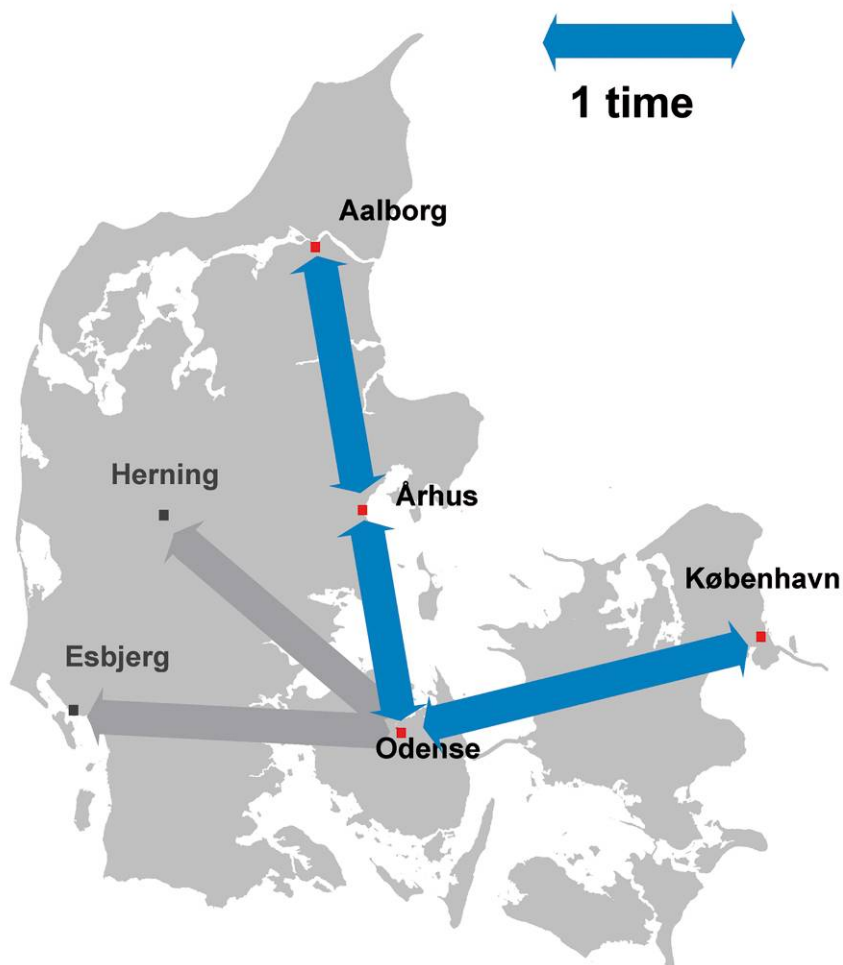 1 time
Aalborg
Herning
Århus
København
Esbjerg
Odense